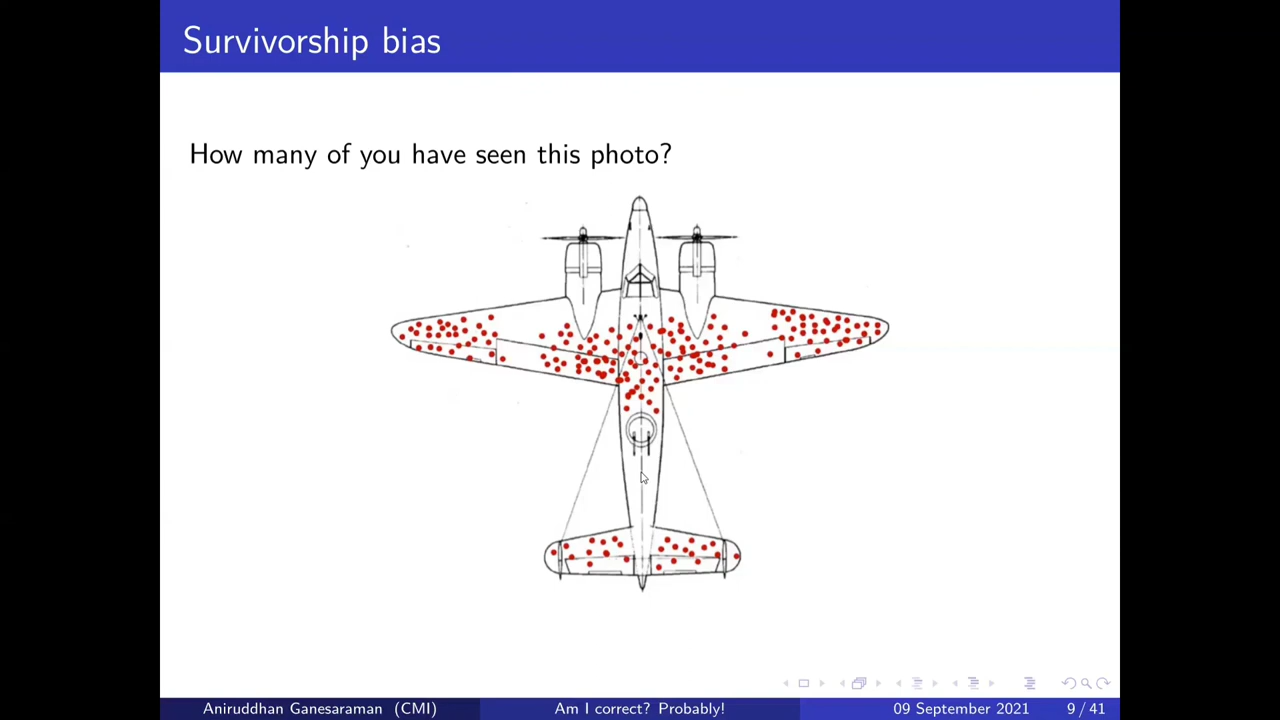 Survivorship bias
How many of you have seen this photo?
Aniruddhan Ganesaraman (CMI) Am I correct? Probably! 09 September 2021 9 / 41